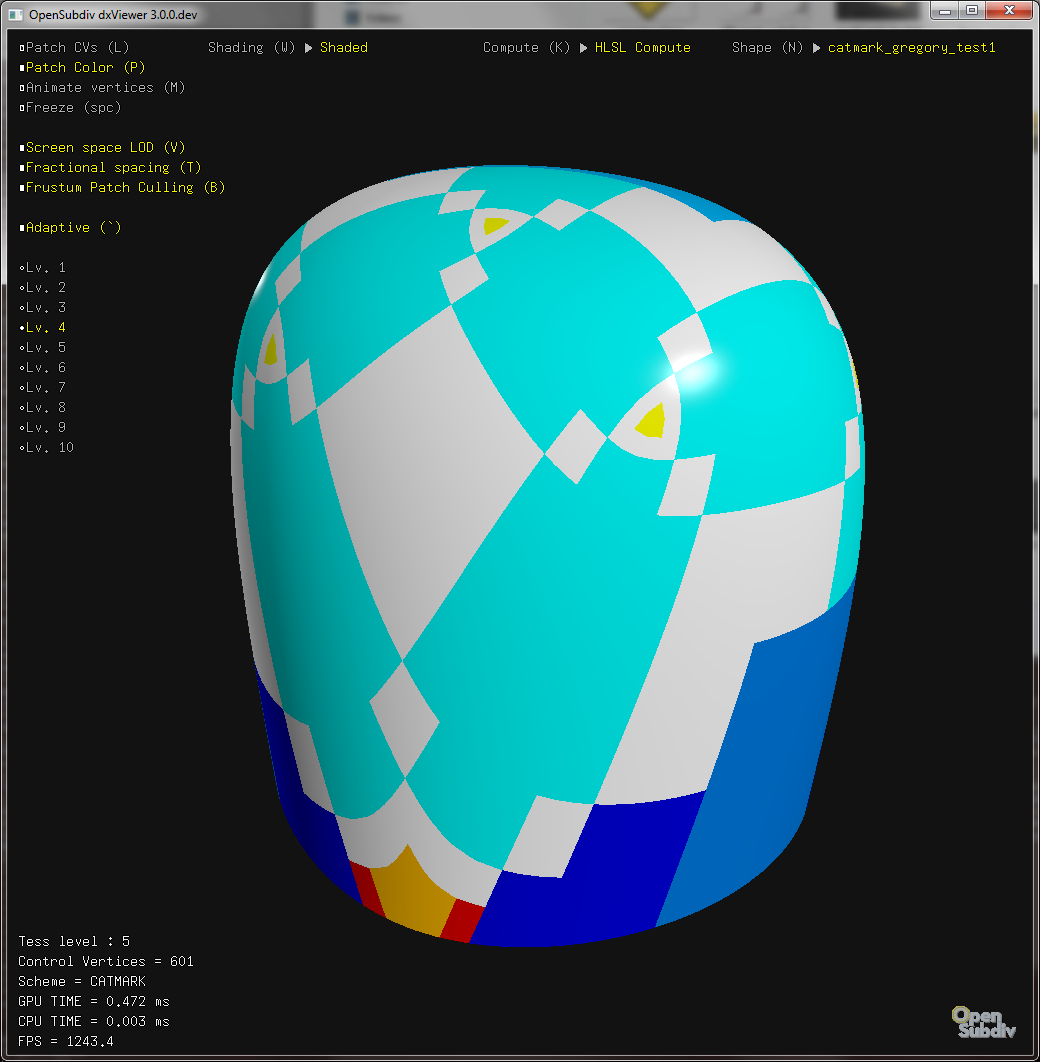 OpenSubdiv dxViewer 3.0.0.dev
Patch CVs (L) Shading (W) ▶ Shaded Compute (K) ▶ HLSL Compute Shape (N) ▶ catmark_gregory_test1
Patch Color (P)
Animate vertices (M)
Freeze (spc)
Screen space LOD (V)
Fractional spacing (T)
Frustum Patch Culling (B)
Adaptive (`)
Lv. 1
Lv. 2
Lv. 3
Lv. 4
Lv. 5
Lv. 6
Lv. 7
Lv. 8
Lv. 9
Lv. 10
Tess level : 5
Control Vertices = 601
Scheme = CATMARK
GPU TIME = 0.472 ms
CPU TIME = 0.003 ms
FPS = 1243.4
Open
Subdiv